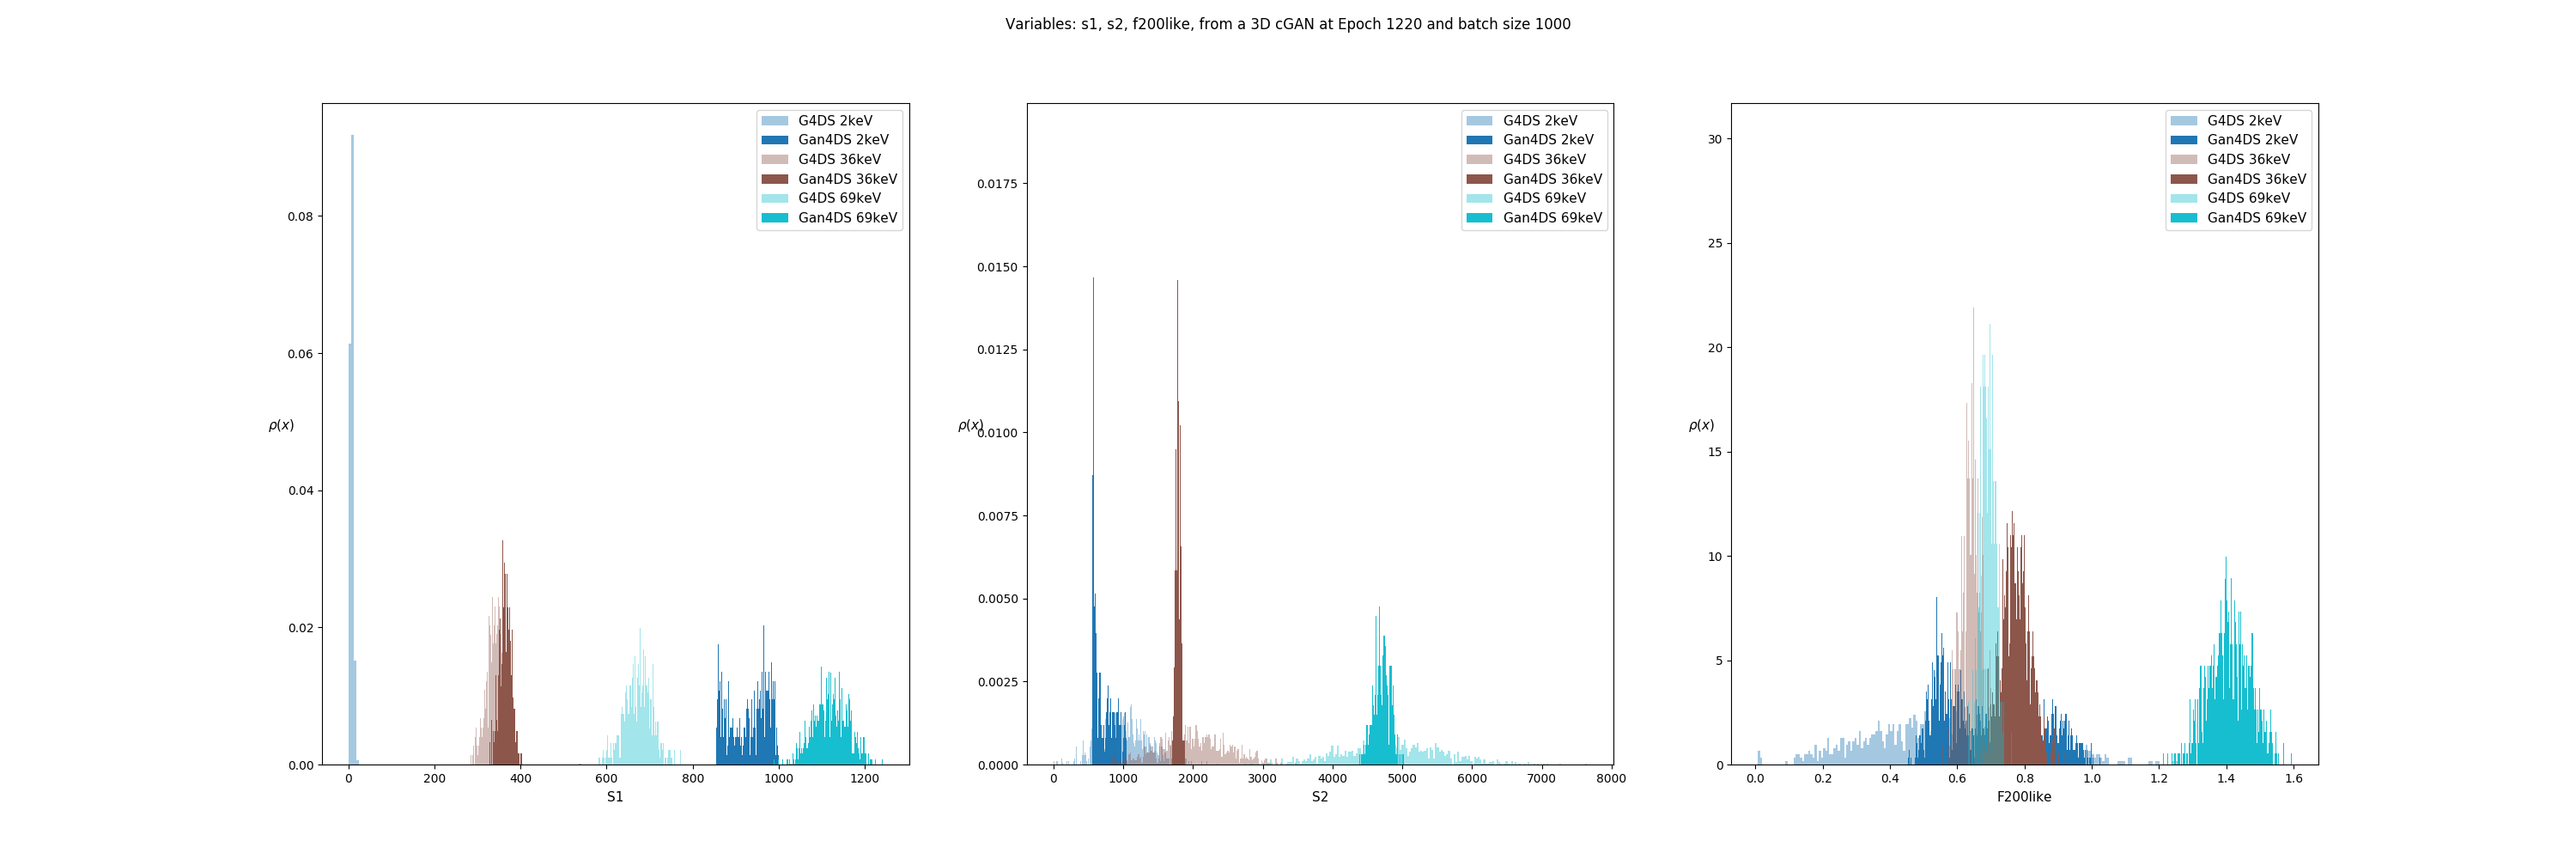 Variables: s1, s2, f200like, from a 3D cGAN at Epoch 1220 and batch size 1000
G4DS 2keV
Gan4DS 2keV
G4DS 36keV
Gan4DS 36keV
G4DS 69keV
Gan4DS 69keV
0.08
0.06
0.04
0.02
0.00
ρ(x)
0 200 400 600 800 1000 1200
S1
G4DS 2keV
Gan4DS 2keV
G4DS 36keV
Gan4DS 36keV
G4DS 69keV
Gan4DS 69keV
0.0175
0.0150
0.0125
0.0100
0.0075
0.0050
0.0025
0.0000
ρ(x)
0 1000 2000 3000 4000 5000 6000 7000 8000
S2
G4DS 2keV
Gan4DS 2keV
G4DS 36keV
Gan4DS 36keV
G4DS 69keV
Gan4DS 69keV
30
25
20
15
10
5
0
ρ(x)
0.0 0.2 0.4 0.6 0.8 1.0 1.2 1.4 1.6
F200like